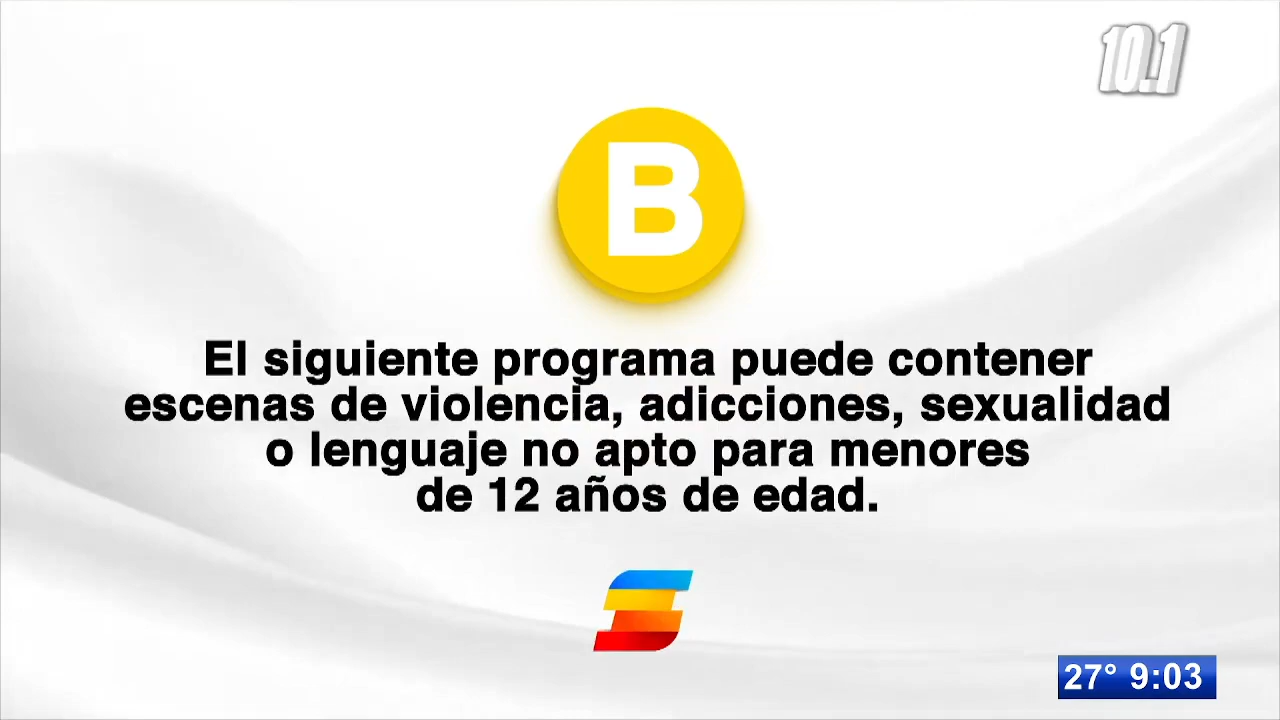 10.1
B
El siguiente programa puede contener
escenas de violencia, adicciones, sexualidad
o lenguaje no apto para menores
de 12 años de edad.
27° 9:03